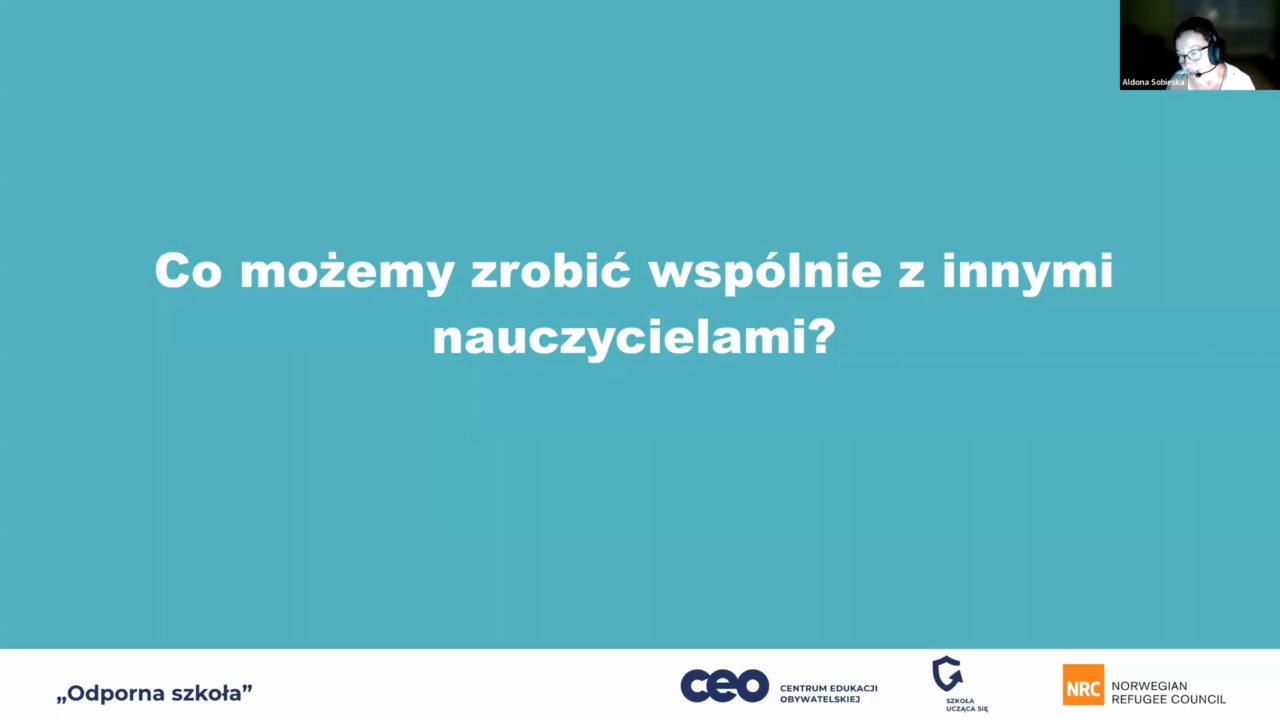 Aldona Sobieska
Co możemy zrobić wspólnie z innymi
nauczycielami?
„Odporna szkoła”
ceo
CENTRUM EDUKACJI
OBYWATELSKIEJ
SZKOŁA
UCZĄCA SIĘ
NRC
NORWEGIAN
REFUGEE COUNCIL